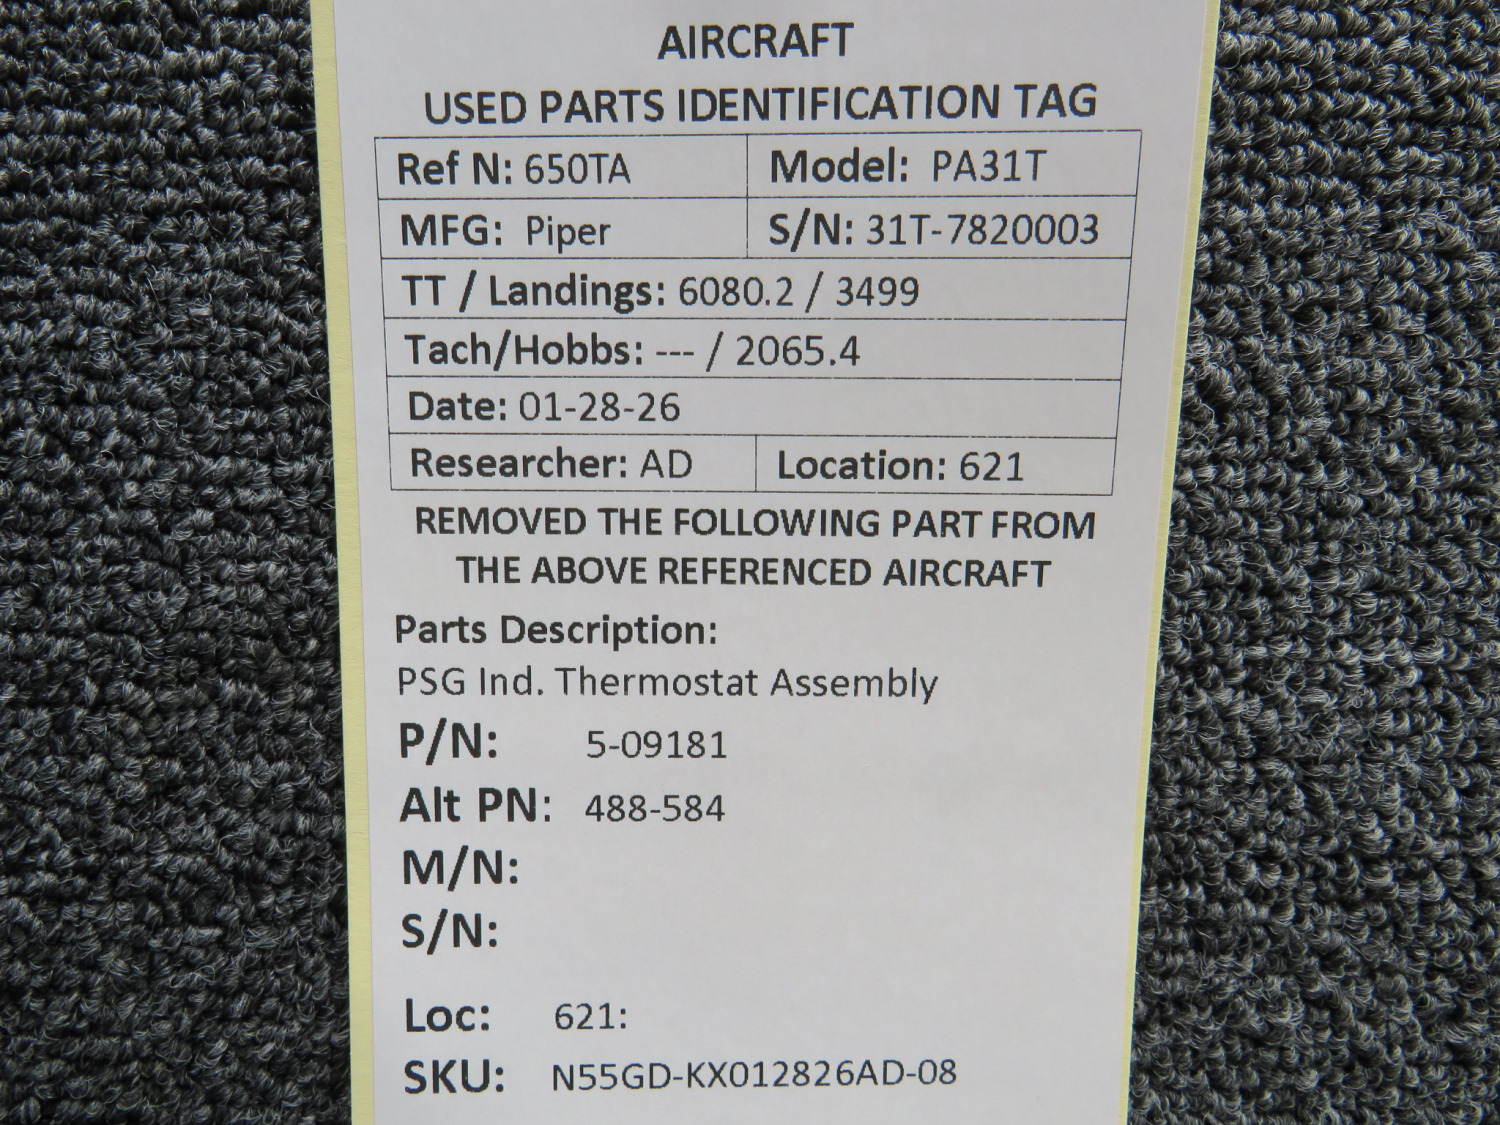 AIRCRAFT
USED PARTS IDENTIFICATION TAG
Ref N: 650TA Model: PA31T
MFG: Piper S/N: 31T-7820003
TT / Landings: 6080.2 / 3499
Tach/Hobbs: --- / 2065.4
Date: 01-28-26
Researcher: AD Location: 621
REMOVED THE FOLLOWING PART FROM
THE ABOVE REFERENCED AIRCRAFT
Parts Description:
PSG Ind. Thermostat Assembly
P/N: 5-09181
Alt PN: 488-584
M/N:
S/N:
Loc: 621:
SKU: N55GD-KX012826AD-08